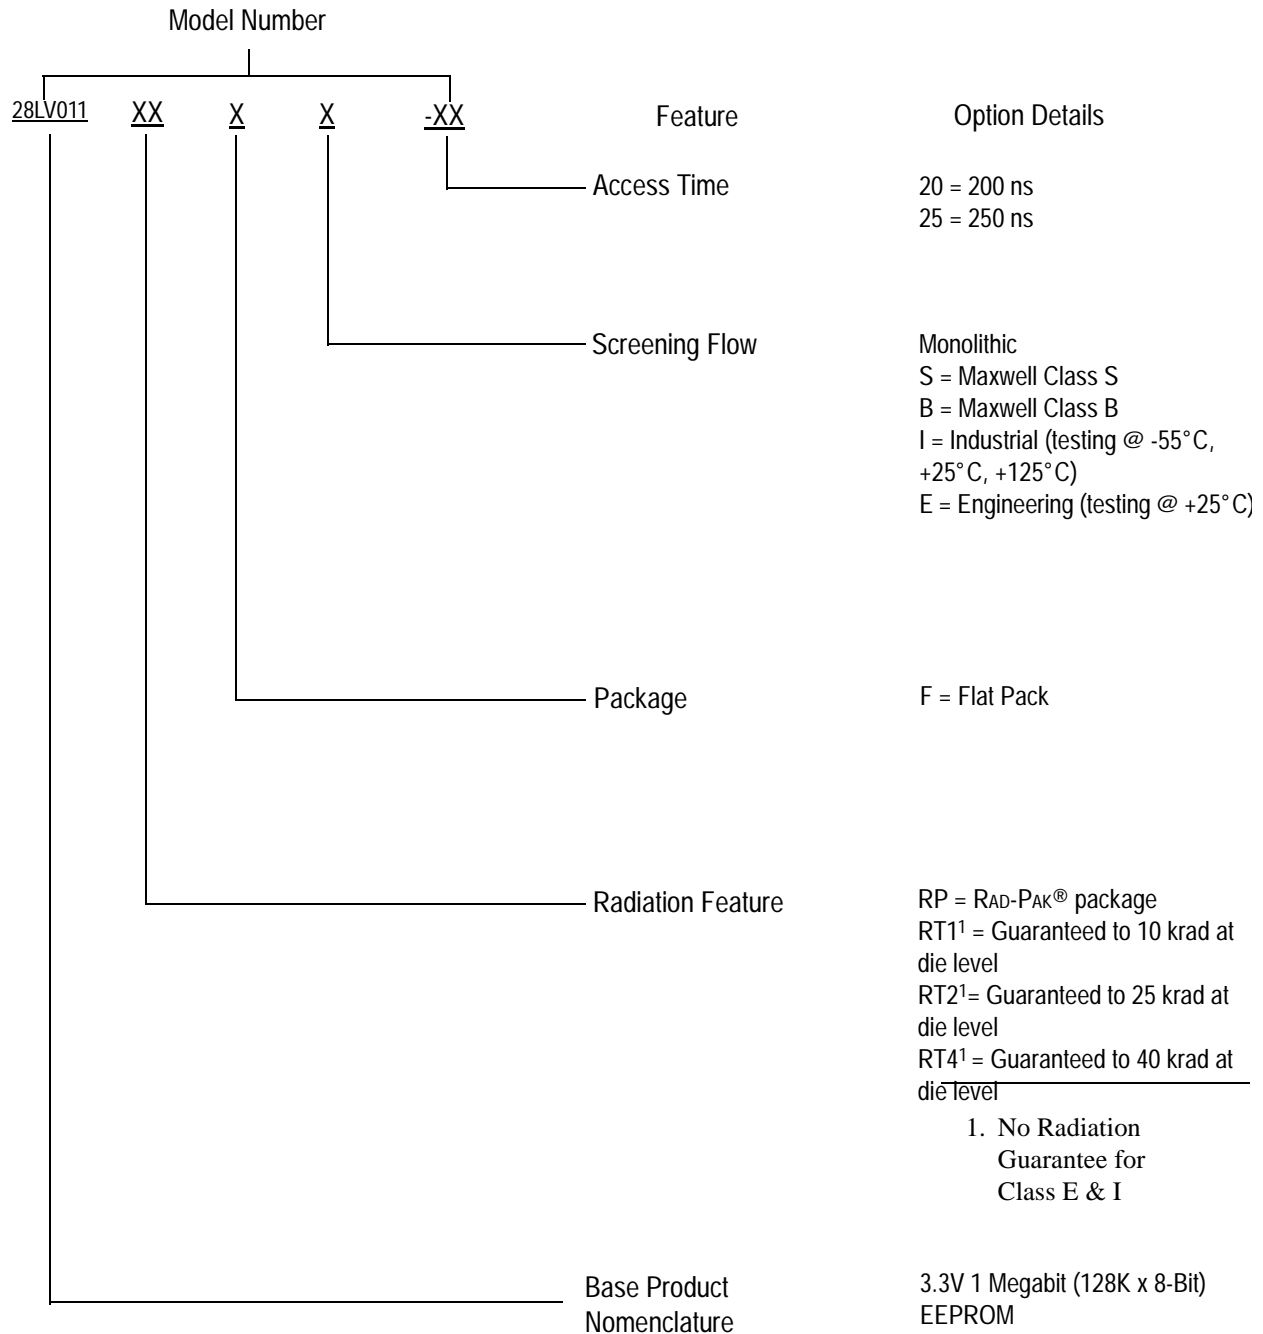 Model Number
28LV011 XX X X -XX Feature Option Details
Access Time 20 = 200 ns
25 = 250 ns
Screening Flow Monolithic
S = Maxwell Class S
B = Maxwell Class B
I = Industrial (testing @ -55°C,
+25°C, +125°C)
E = Engineering (testing @ +25°C)
Package F = Flat Pack
Radiation Feature RP = RAD-PAK® package
RT1¹ = Guaranteed to 10 krad at
die level
RT2¹= Guaranteed to 25 krad at
die level
RT4¹ = Guaranteed to 40 krad at
die level
1. No Radiation
Guarantee for
Class E & I
Base Product 3.3V 1 Megabit (128K x 8-Bit)
Nomenclature EEPROM